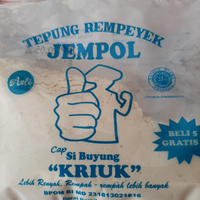 TEPUNG REMPEYEK
JEMPOL
Asli
BELI 5
GRATIS
Cap
Si Buyung
"KRIUK"
Lebih Renyah, Rempah - rempah lebih banyak